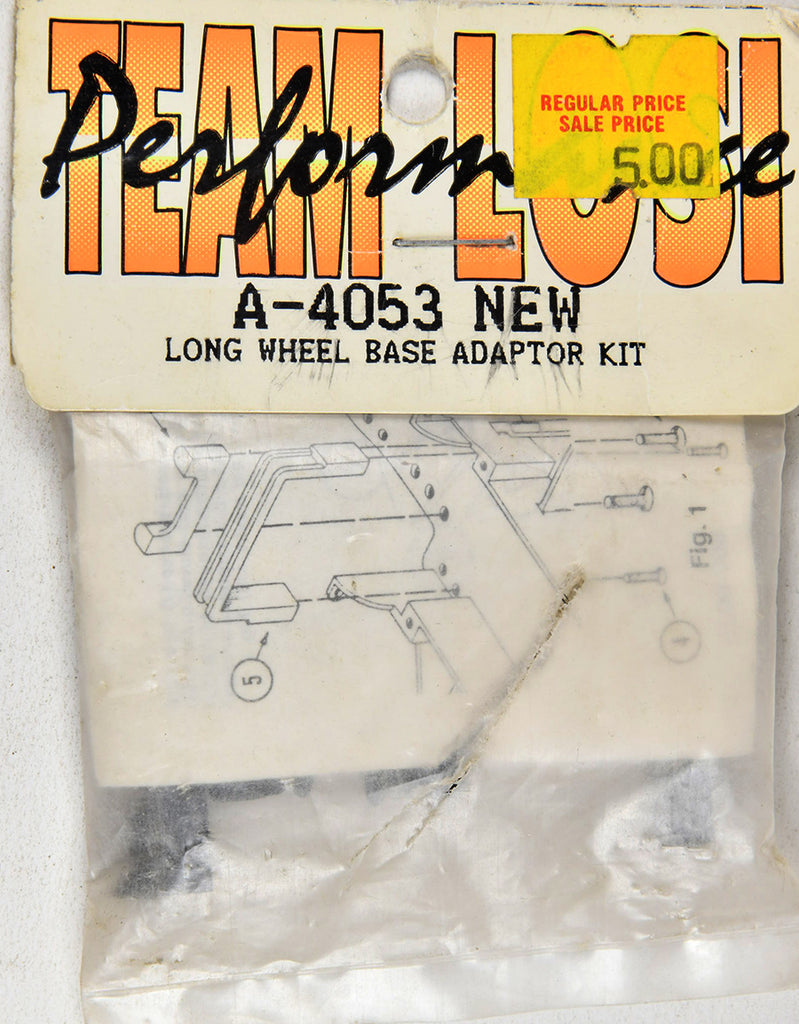 TEAM LOSI
Performance
REGULAR PRICE
SALE PRICE
5.00
A-4053 NEW
LONG WHEEL BASE ADAPTOR KIT
Fig. 1
4
5